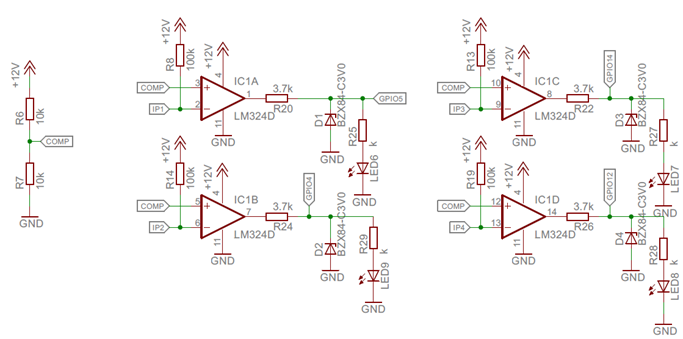 +12V
R6
10k
COMP
R7
10k
GND
+12V
R8
100k
+12V
4
COMP
3
IP1
2
IC1A
1
LM324D
11
GND
3.7k
R20
D1
BZX84-C3V0
GND
GPIO5
R25
k
LED6
GND
+12V
R14
100k
+12V
4
COMP
5
IP2
6
IC1B
7
LM324D
11
GND
3.7k
R24
GPIO4
D2
BZX84-C3V0
GND
R29
k
LED9
GND
+12V
R13
100k
+12V
4
COMP
10
IP3
9
IC1C
8
LM324D
11
GND
3.7k
R22
GPIO14
D3
BZX84-C3V0
GND
R27
k
LED7
GND
+12V
R19
100k
+12V
4
COMP
12
IP4
13
IC1D
14
LM324D
11
GND
3.7k
R26
GPIO12
D4
BZX84-C3V0
GND
R28
k
LED8
GND